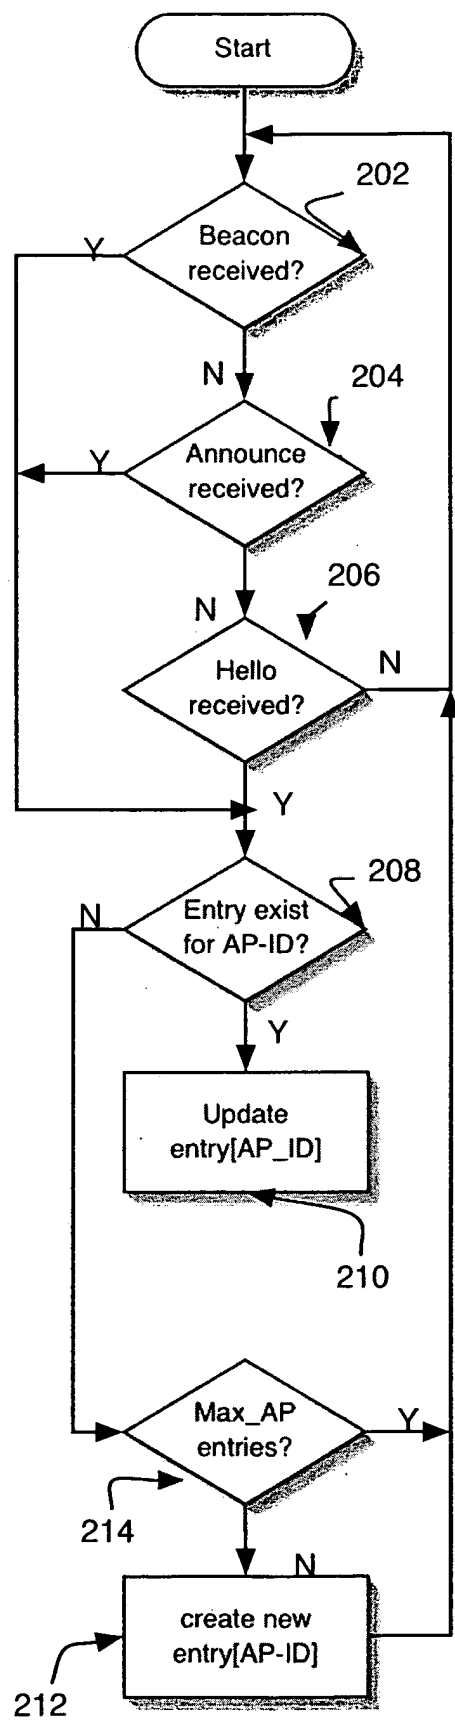 Start
202
Beacon
received?
Y
N
204
Announce
received?
Y
N
206
Hello
received?
N
Y
208
Entry exist
for AP-ID?
N
Y
Update
entry[AP_ID]
210
Max_AP
entries?
Y
214
N
create new
entry[AP-ID]
212